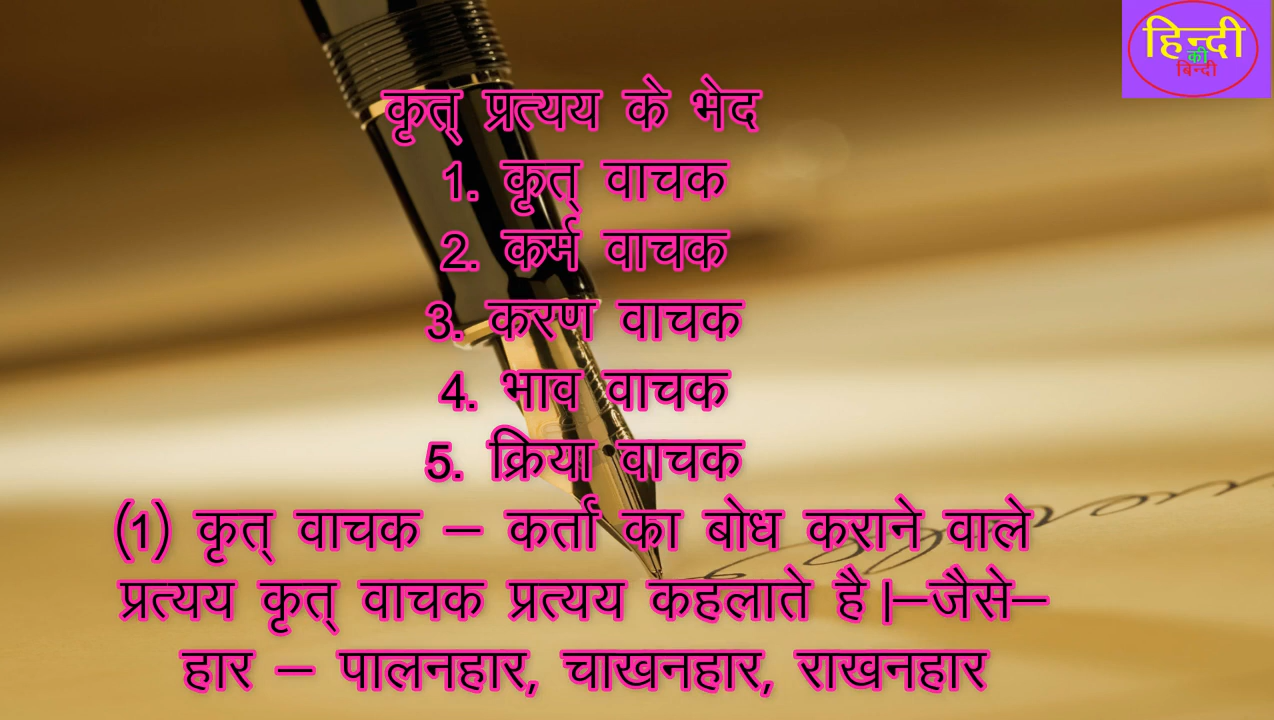 हिन्दी
की
बिन्दी
कृत् प्रत्यय के भेद
1. कृत् वाचक
2. कर्म वाचक
3. करण वाचक
4. भाव वाचक
5. क्रिया वाचक
(1) कृत् वाचक – कर्ता का बोध कराने वाले
प्रत्यय कृत् वाचक प्रत्यय कहलाते है |–जैसे–
हार – पालनहार, चाखनहार, राखनहार